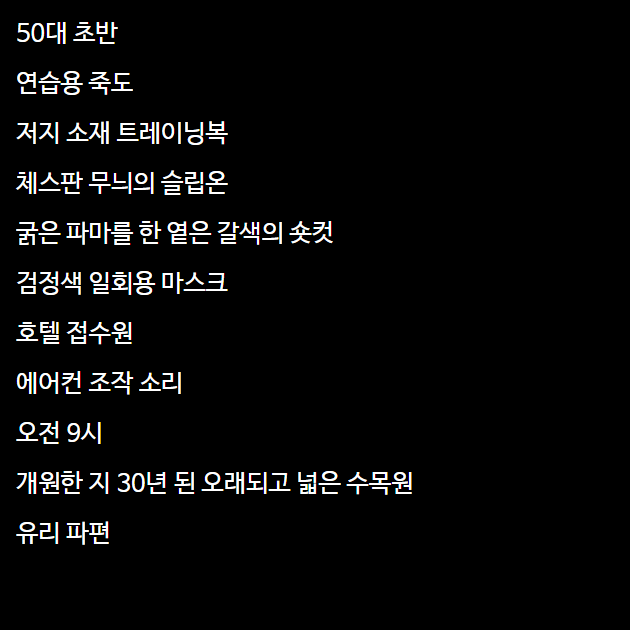 50대 초반
연습용 죽도
저지 소재 트레이닝복
체스판 무늬의 슬립온
굵은 파마를 한 옅은 갈색의 숏컷
검정색 일회용 마스크
호텔 접수원
에어컨 조작 소리
오전 9시
개원한 지 30년 된 오래되고 넓은 수목원
유리 파편